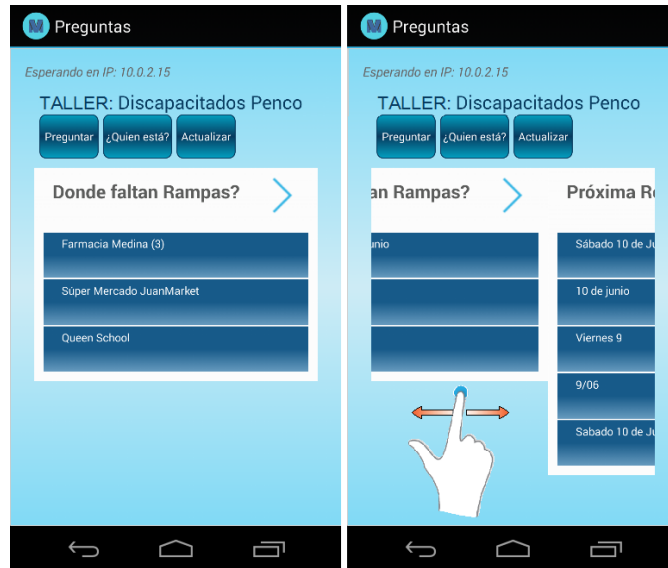 M Preguntas
Esperando en IP: 10.0.2.15
TALLER: Discapacitados Penco
Preguntar
¿Quien está?
Actualizar
Donde faltan Rampas?
Farmacia Medina (3)
Súper Mercado JuanMarket
Queen School
M Preguntas
Esperando en IP: 10.0.2.15
TALLER: Discapacitados Penco
Preguntar
¿Quien está?
Actualizar
an Rampas?
Próxima R
unio
Sábado 10 de Ju
10 de junio
Viernes 9
9/06
Sabado 10 de Ju